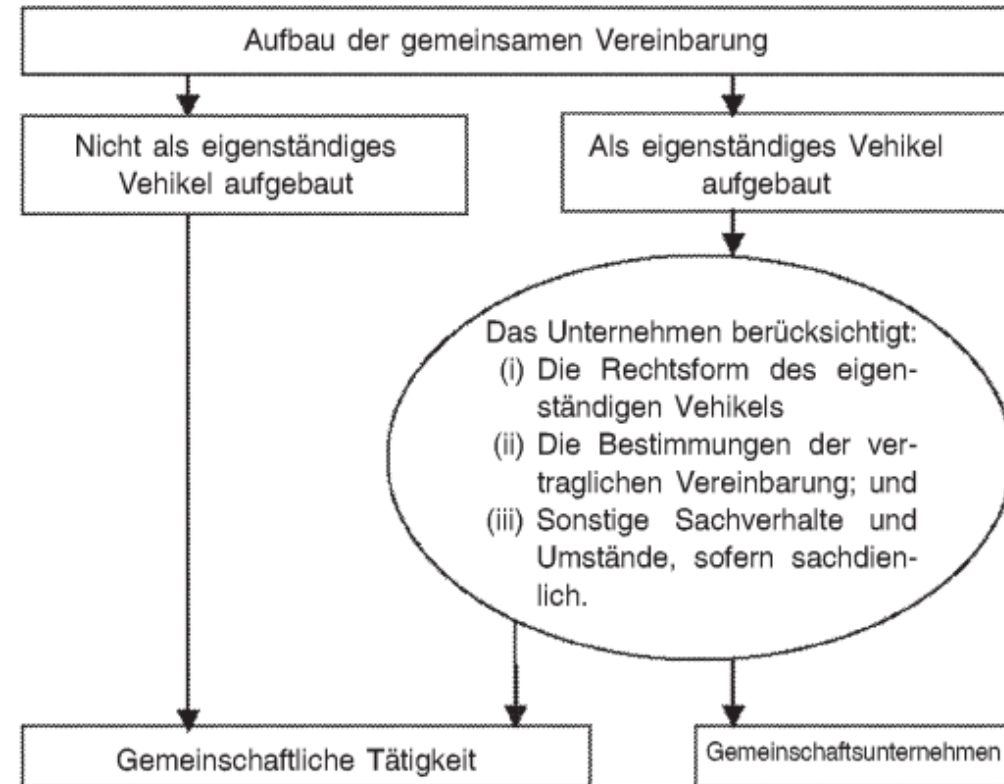 Aufbau der gemeinsamen Vereinbarung
Nicht als eigenständiges
Vehikel aufgebaut
Als eigenständiges Vehikel
aufgebaut
Das Unternehmen berücksichtigt:
(i) Die Rechtsform des eigen-
ständigen Vehikels
(ii) Die Bestimmungen der ver-
traglichen Vereinbarung; und
(iii) Sonstige Sachverhalte und
Umstände, sofern sachdien-
lich.
Gemeinschaftliche Tätigkeit
Gemeinschaftsunternehmen